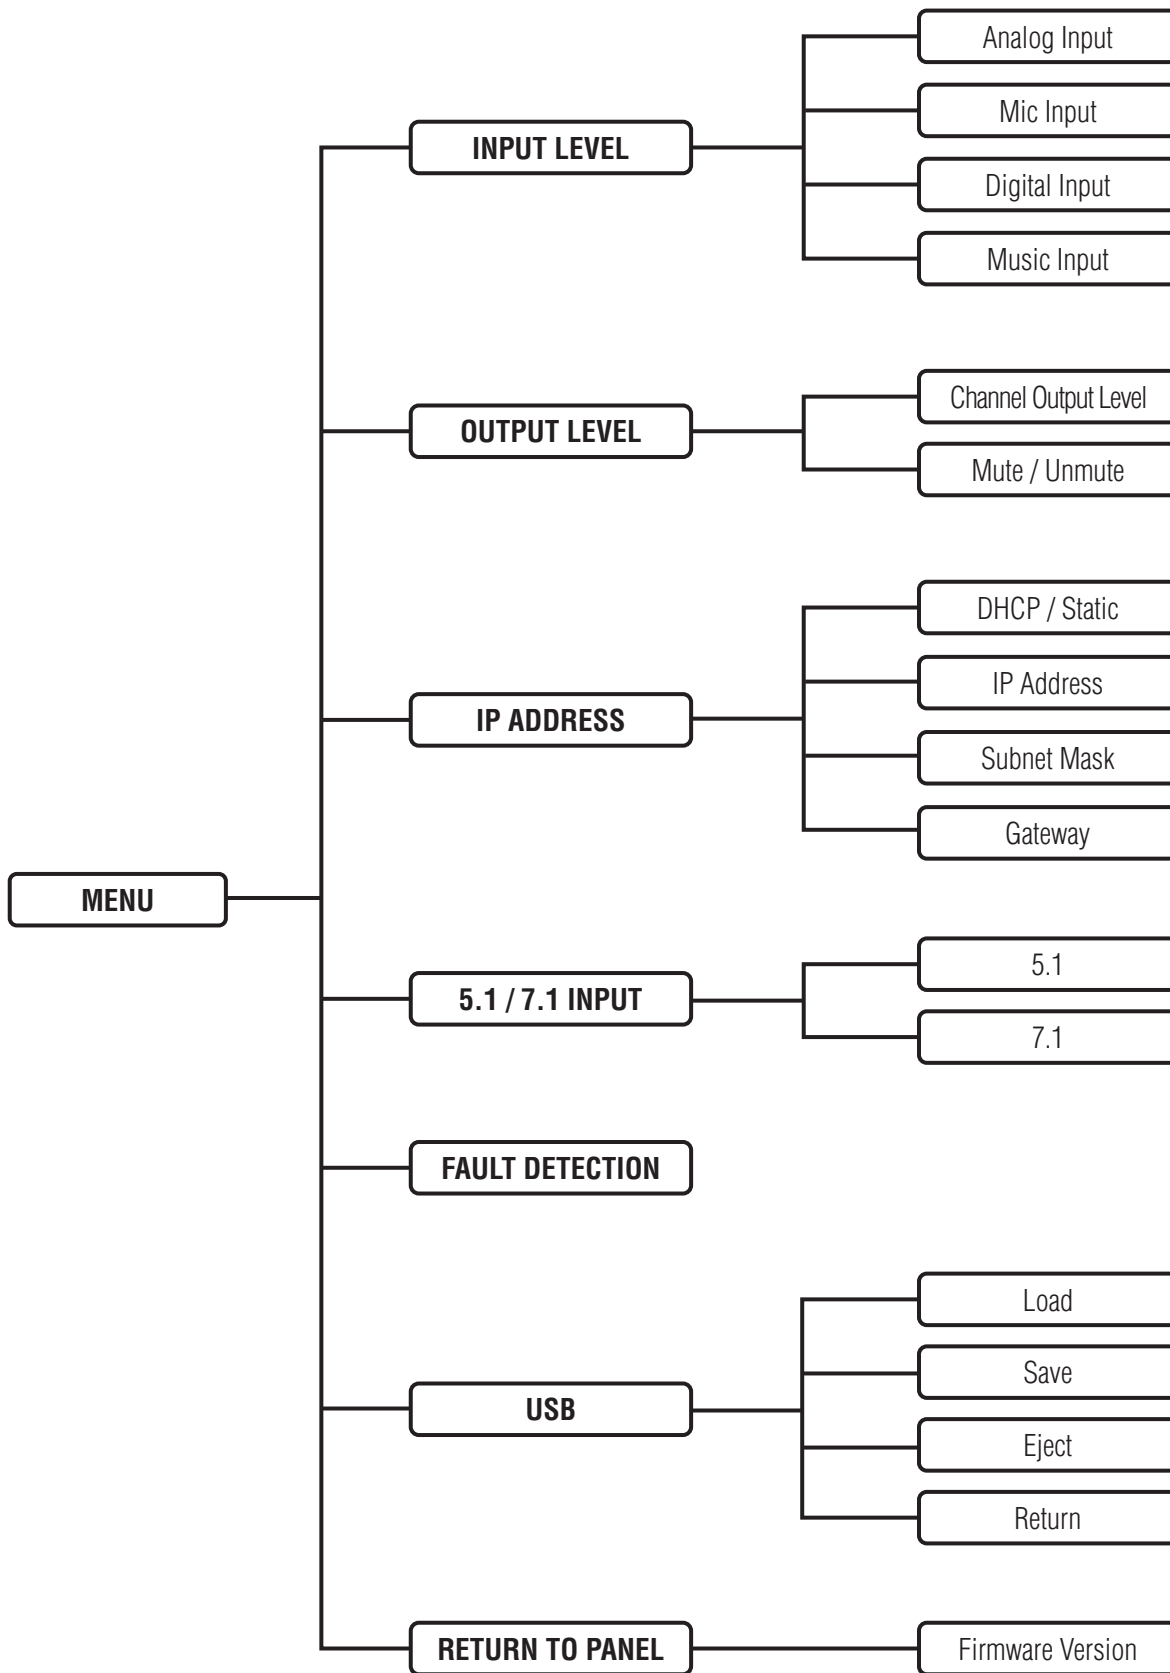 MENU
INPUT LEVEL
Analog Input
Mic Input
Digital Input
Music Input
OUTPUT LEVEL
Channel Output Level
Mute / Unmute
IP ADDRESS
DHCP / Static
IP Address
Subnet Mask
Gateway
5.1 / 7.1 INPUT
5.1
7.1
FAULT DETECTION
USB
Load
Save
Eject
Return
RETURN TO PANEL
Firmware Version